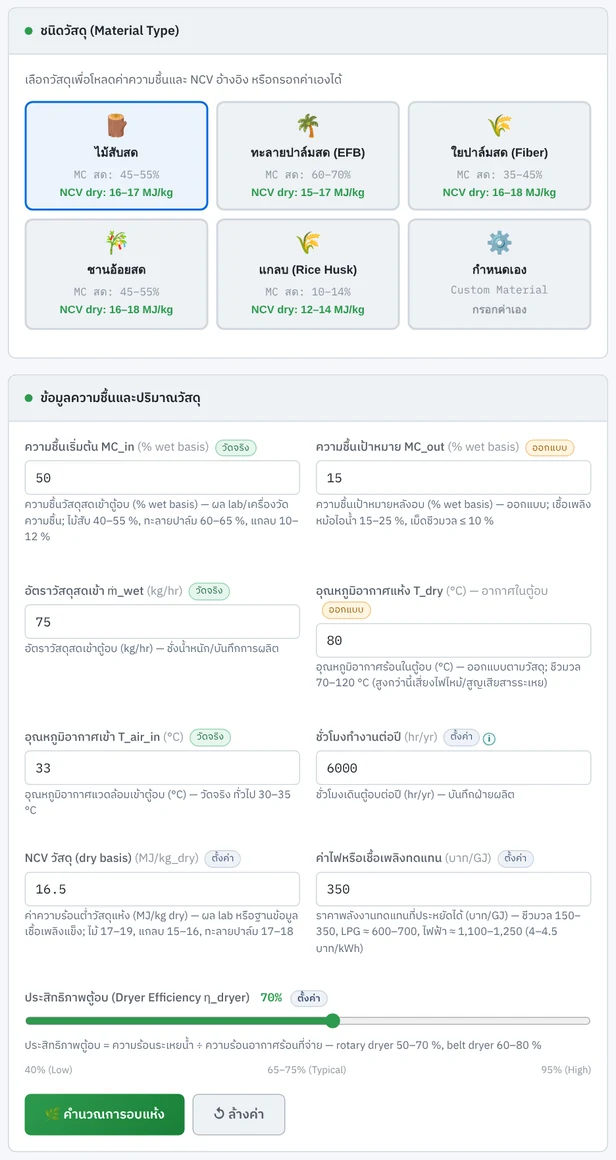 ชนิดวัสดุ (Material Type)
เลือกวัสดุเพื่อโหลดค่าความชื้นและ NCV อ้างอิง หรือกรอกค่าเองได้
ไม้สับสด
MC สด: 45–55%
NCV dry: 16–17 MJ/kg
ทะลายปาล์มสด (EFB)
MC สด: 60–70%
NCV dry: 15–17 MJ/kg
ใยปาล์มสด (Fiber)
MC สด: 35–45%
NCV dry: 16–18 MJ/kg
ชานอ้อยสด
MC สด: 45–55%
NCV dry: 16–18 MJ/kg
แกลบ (Rice Husk)
MC สด: 10–14%
NCV dry: 12–14 MJ/kg
กำหนดเอง
Custom Material
กรอกค่าเอง
ข้อมูลความชื้นและปริมาณวัสดุ
ความชื้นเริ่มต้น MC_in (% wet basis) วัดจริง
50
ความชื้นวัสดุสดเข้าตู้อบ (% wet basis) — ผล lab/เครื่องวัด
ความชื้น; ไม้สับ 40–55 %, ทะลายปาล์ม 60–65 %, แกลบ 10–
12 %
ความชื้นเป้าหมาย MC_out (% wet basis) ออกแบบ
15
ความชื้นเป้าหมายหลังอบ (% wet basis) — ออกแบบ; เชื้อเพลิง
หม้อไอน้ำ 15–25 %, เม็ดชีวมวล ≤ 10 %
อัตราวัสดุสดเข้า ṁ_wet (kg/hr) วัดจริง
75
อัตราวัสดุสดเข้าตู้อบ (kg/hr) — ชั่งน้ำหนัก/บันทึกการผลิต
อุณหภูมิอากาศแห้ง T_dry (°C) — อากาศในตู้อบ
ออกแบบ
80
อุณหภูมิอากาศร้อนในตู้อบ (°C) — ออกแบบตามวัสดุ; ชีวมวล
70–120 °C (สูงกว่านี้เสี่ยงไฟไหม้/สูญเสียสารระเหย)
อุณหภูมิอากาศเข้า T_air_in (°C) วัดจริง
33
อุณหภูมิอากาศแวดล้อมเข้าตู้อบ (°C) — วัดจริง ทั่วไป 30–35
°C
ชั่วโมงทำงานต่อปี (hr/yr) ตั้งค่า ⓘ
6000
ชั่วโมงเดินตู้อบต่อปี (hr/yr) — บันทึกฝ่ายผลิต
NCV วัสดุ (dry basis) (MJ/kg_dry) ตั้งค่า
16.5
ค่าความร้อนต่ำวัสดุแห้ง (MJ/kg dry) — ผล lab หรือฐานข้อมูล
เชื้อเพลิงแข็ง; ไม้ 17–19, แกลบ 15–16, ทะลายปาล์ม 17–18
ค่าไฟหรือเชื้อเพลิงทดแทน (บาท/GJ) ตั้งค่า
350
ราคาพลังงานทดแทนที่ประหยัดได้ (บาท/GJ) — ชีวมวล 150–
350, LPG ≈ 600–700, ไฟฟ้า ≈ 1,100–1,250 (4–4.5
บาท/kWh)
ประสิทธิภาพตู้อบ (Dryer Efficiency η_dryer) 70% ตั้งค่า
ประสิทธิภาพตู้อบ = ความร้อนระเหยน้ำ ÷ ความร้อนอากาศร้อนที่จ่าย — rotary dryer 50–70 %, belt dryer 60–80 %
40% (Low) 65–75% (Typical) 95% (High)
🌿 คำนวณการอบแห้ง
↺ ล้างค่า